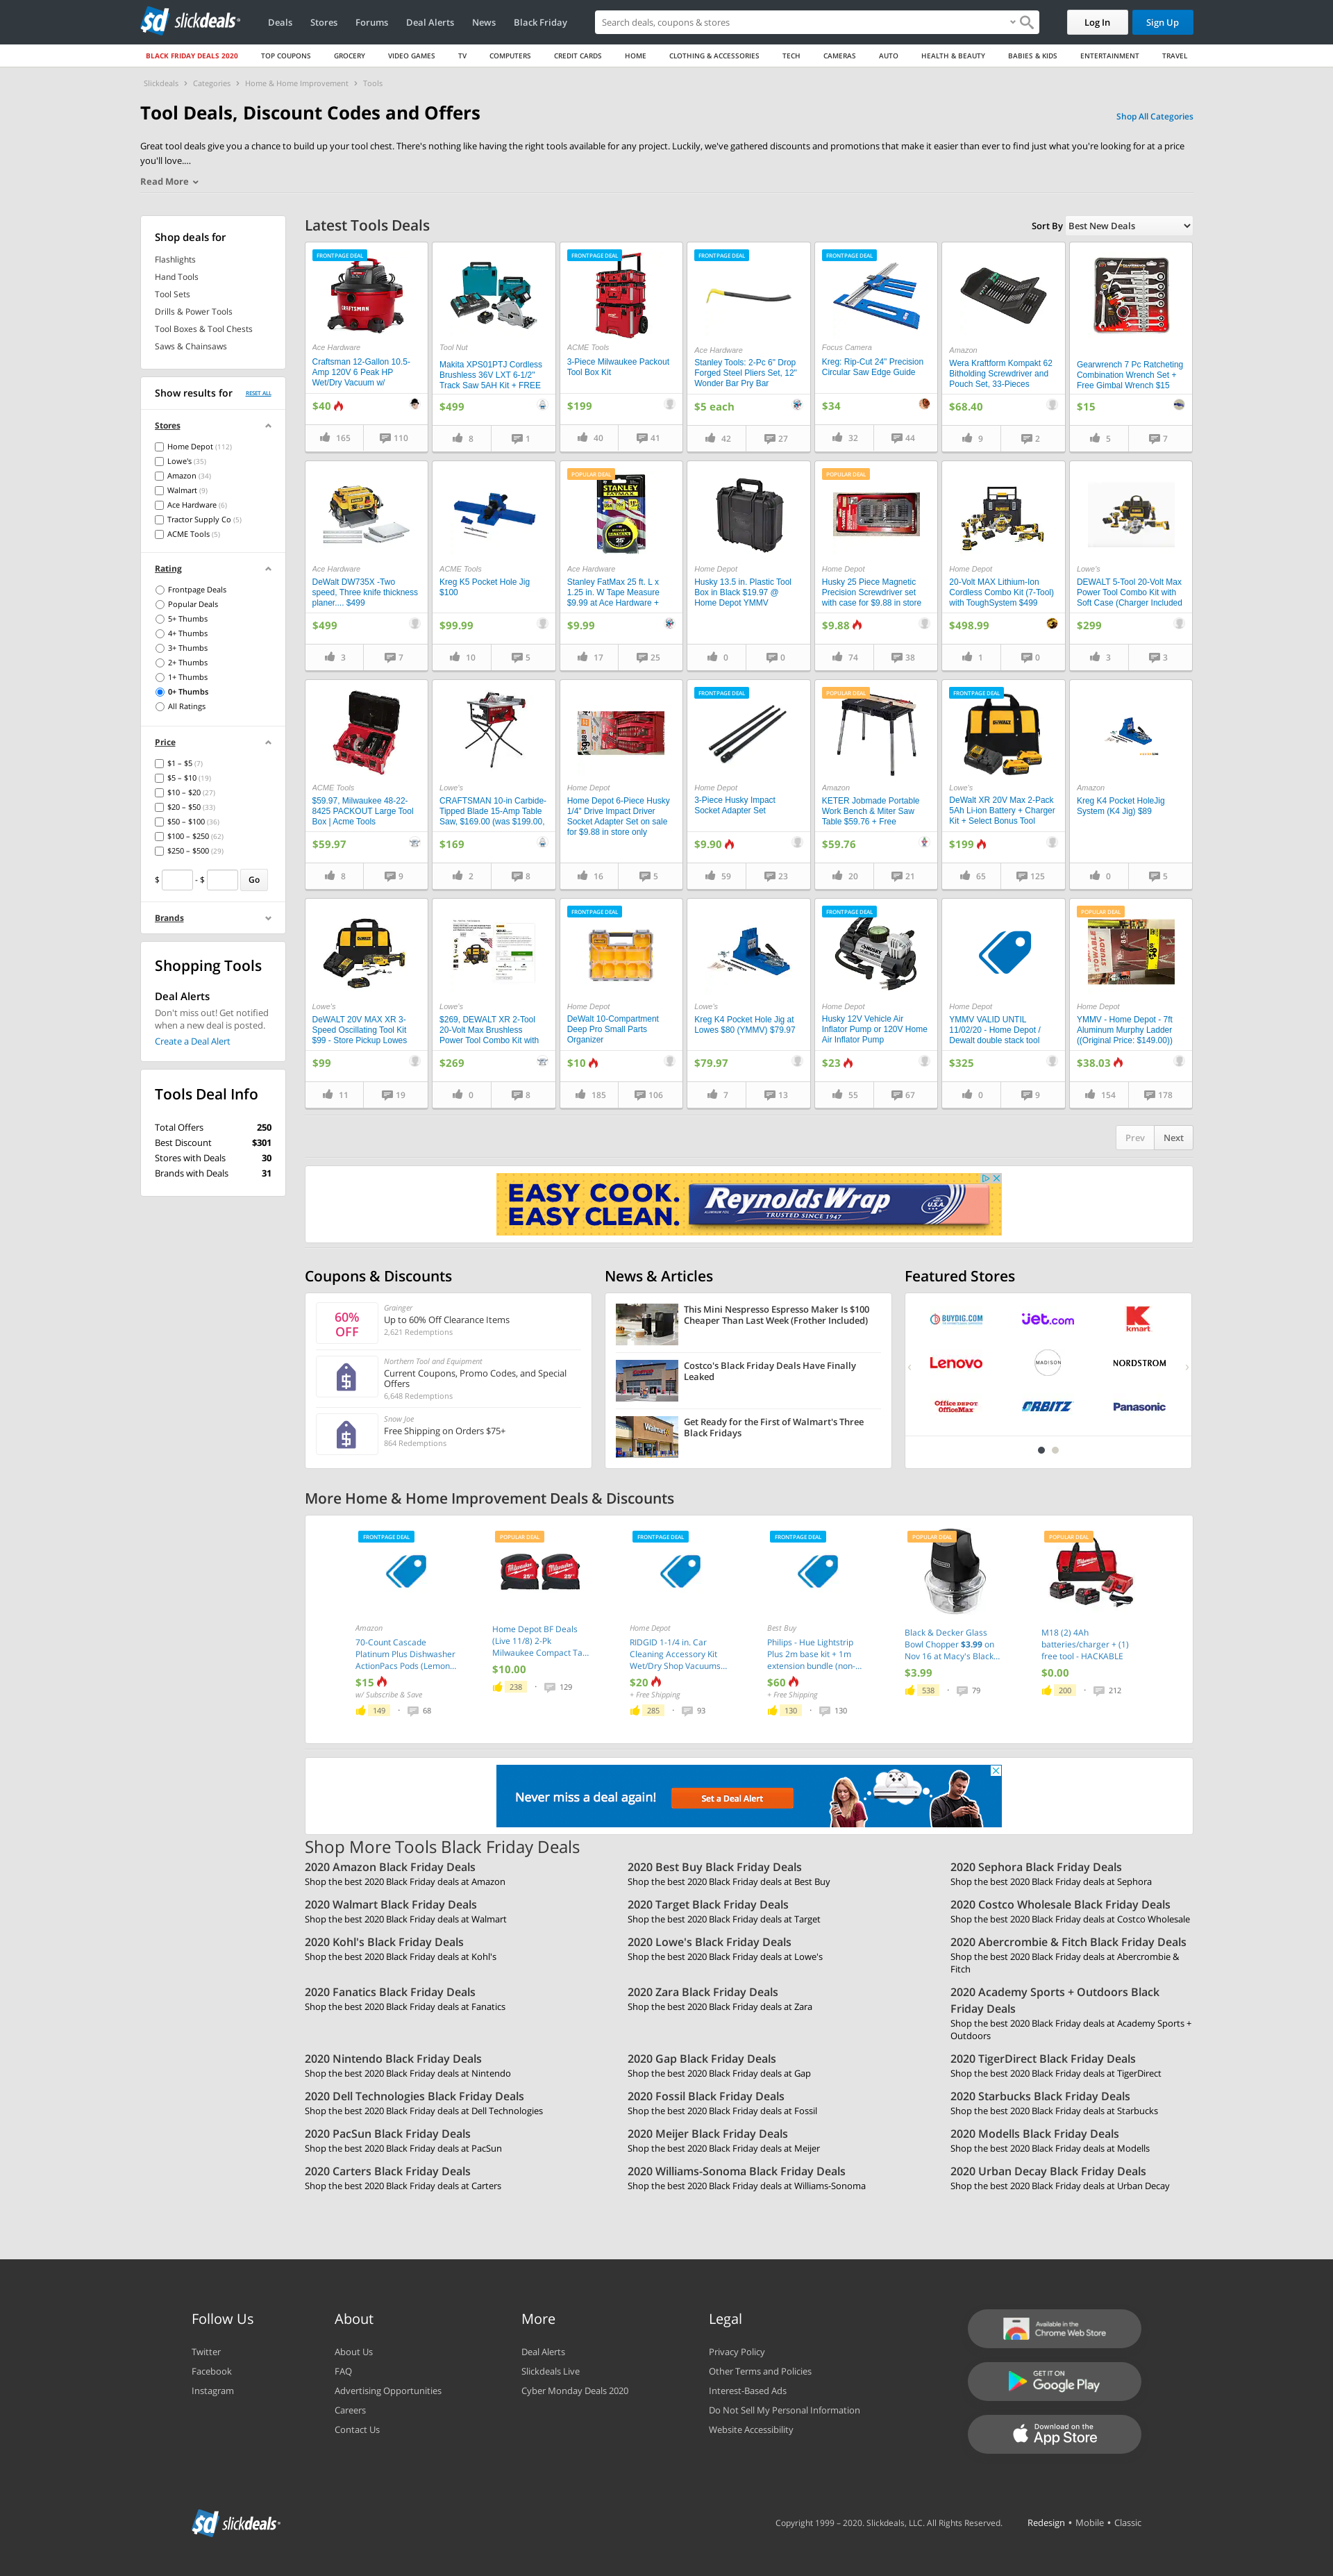 slickdeals
Deals Stores Forums Deal Alerts News Black Friday
Search deals, coupons & stores
Log In
Sign Up
BLACK FRIDAY DEALS 2020 TOP COUPONS GROCERY VIDEO GAMES TV COMPUTERS CREDIT CARDS HOME CLOTHING & ACCESSORIES TECH CAMERAS AUTO HEALTH & BEAUTY BABIES & KIDS ENTERTAINMENT TRAVEL
Slickdeals > Categories > Home & Home Improvement > Tools
Tool Deals, Discount Codes and Offers
Shop All Categories
Great tool deals give you a chance to build up your tool chest. There's nothing like having the right tools available for any project. Luckily, we've gathered discounts and promotions that make it easier than ever to find just what you're looking for at a price
you'll love....
Read More
Shop deals for
Flashlights
Hand Tools
Tool Sets
Drills & Power Tools
Tool Boxes & Tool Chests
Saws & Chainsaws
Show results for RESET ALL
Stores
Home Depot (112)
Lowe's (35)
Amazon (34)
Walmart (9)
Ace Hardware (6)
Tractor Supply Co (5)
ACME Tools (5)
Rating
Frontpage Deals
Popular Deals
5+ Thumbs
4+ Thumbs
3+ Thumbs
2+ Thumbs
1+ Thumbs
0+ Thumbs
All Ratings
Price
$1 – $5 (7)
$5 – $10 (19)
$10 – $20 (27)
$20 – $50 (33)
$50 – $100 (36)
$100 – $250 (62)
$250 – $500 (29)
$ - $ Go
Brands
Shopping Tools
Deal Alerts
Don't miss out! Get notified
when a new deal is posted.
Create a Deal Alert
Tools Deal Info
Total Offers 250
Best Discount $301
Stores with Deals 30
Brands with Deals 31
Latest Tools Deals
Sort By Best New Deals
FRONTPAGE DEAL
CRAFTSMAN
Ace Hardware
Craftsman 12-Gallon 10.5-
Amp 120V 6 Peak HP
Wet/Dry Vacuum w/
$40
165 110
Tool Nut
Makita XPS01PTJ Cordless
Brushless 36V LXT 6-1/2"
Track Saw 5AH Kit + FREE
$499
8 1
FRONTPAGE DEAL
ACME Tools
3-Piece Milwaukee Packout
Tool Box Kit
$199
40 41
FRONTPAGE DEAL
Ace Hardware
Stanley Tools: 2-Pc 6" Drop
Forged Steel Pliers Set, 12"
Wonder Bar Pry Bar
$5 each
42 27
FRONTPAGE DEAL
Focus Camera
Kreg: Rip-Cut 24" Precision
Circular Saw Edge Guide
$34
32 44
Amazon
Wera Kraftform Kompakt 62
Bitholding Screwdriver and
Pouch Set, 33-Pieces
$68.40
9 2
Gearwrench 7 Pc Ratcheting
Combination Wrench Set +
Free Gimbal Wrench $15
$15
5 7
Ace Hardware
DeWalt DW735X -Two
speed, Three knife thickness
planer.... $499
$499
3 7
ACME Tools
Kreg K5 Pocket Hole Jig
$100
$99.99
10 5
POPULAR DEAL
STANLEY
FATMAX
25'
Ace Hardware
Stanley FatMax 25 ft. L x
1.25 in. W Tape Measure
$9.99 at Ace Hardware +
$9.99
17 25
Home Depot
Husky 13.5 in. Plastic Tool
Box in Black $19.97 @
Home Depot YMMV
0 0
POPULAR DEAL
Home Depot
Husky 25 Piece Magnetic
Precision Screwdriver set
with case for $9.88 in store
$9.88
74 38
Home Depot
20-Volt MAX Lithium-Ion
Cordless Combo Kit (7-Tool)
with ToughSystem $499
$498.99
1 0
Lowe's
DEWALT 5-Tool 20-Volt Max
Power Tool Combo Kit with
Soft Case (Charger Included
$299
3 3
ACME Tools
$59.97, Milwaukee 48-22-
8425 PACKOUT Large Tool
Box | Acme Tools
$59.97
8 9
Lowe's
CRAFTSMAN 10-in Carbide-
Tipped Blade 15-Amp Table
Saw, $169.00 (was $199.00,
$169
2 8
Home Depot
Home Depot 6-Piece Husky
1/4" Drive Impact Driver
Socket Adapter Set on sale
for $9.88 in store only
16 5
FRONTPAGE DEAL
Home Depot
3-Piece Husky Impact
Socket Adapter Set
$9.90
59 23
POPULAR DEAL
Amazon
KETER Jobmade Portable
Work Bench & Miter Saw
Table $59.76 + Free
$59.76
20 21
FRONTPAGE DEAL
DEWALT
Lowe's
DeWalt XR 20V Max 2-Pack
5Ah Li-ion Battery + Charger
Kit + Select Bonus Tool
$199
65 125
Amazon
Kreg K4 Pocket HoleJig
System (K4 Jig) $89
0 5
DEWALT
Lowe's
DeWALT 20V MAX XR 3-
Speed Oscillating Tool Kit
$99 - Store Pickup Lowes
$99
11 19
Lowe's
$269, DEWALT XR 2-Tool
20-Volt Max Brushless
Power Tool Combo Kit with
$269
0 8
FRONTPAGE DEAL
Home Depot
DeWalt 10-Compartment
Deep Pro Small Parts
Organizer
$10
185 106
Lowe's
Kreg K4 Pocket Hole Jig at
Lowes $80 (YMMV) $79.97
$79.97
7 13
FRONTPAGE DEAL
HUSKY
Home Depot
Husky 12V Vehicle Air
Inflator Pump or 120V Home
Air Inflator Pump
$23
55 67
Home Depot
YMMV VALID UNTIL
11/02/20 - Home Depot /
Dewalt double stack tool
$325
0 9
POPULAR DEAL
Home Depot
YMMV - Home Depot - 7ft
Aluminum Murphy Ladder
((Original Price: $149.00))
$38.03
154 178
Prev Next
EASY COOK.
EASY CLEAN.
Reynolds Wrap
TRUSTED SINCE 1947
U.S.A.
Coupons & Discounts
60%
OFF
Grainger
Up to 60% Off Clearance Items
2,621 Redemptions
Northern Tool and Equipment
Current Coupons, Promo Codes, and Special
Offers
6,648 Redemptions
Snow Joe
Free Shipping on Orders $75+
864 Redemptions
News & Articles
This Mini Nespresso Espresso Maker Is $100
Cheaper Than Last Week (Frother Included)
Costco's Black Friday Deals Have Finally
Leaked
Walmart
Get Ready for the First of Walmart's Three
Black Fridays
Featured Stores
BUYDIG.COM
jet.com
kmart
Lenovo
MADISON
NORDSTROM
Office DEPOT
OfficeMax
ORBITZ
Panasonic
More Home & Home Improvement Deals & Discounts
FRONTPAGE DEAL
Amazon
70-Count Cascade
Platinum Plus Dishwasher
ActionPacs Pods (Lemon...
$15
w/ Subscribe & Save
149 • 68
POPULAR DEAL
Milwaukee Milwaukee
Home Depot BF Deals
(Live 11/8) 2-Pk
Milwaukee Compact Ta...
$10.00
238 • 129
FRONTPAGE DEAL
Home Depot
RIDGID 1-1/4 in. Car
Cleaning Accessory Kit
Wet/Dry Shop Vacuums...
$20
+ Free Shipping
285 • 93
FRONTPAGE DEAL
Best Buy
Philips - Hue Lightstrip
Plus 2m base kit + 1m
extension bundle (non-...
$60
+ Free Shipping
130 • 130
POPULAR DEAL
Black & Decker Glass
Bowl Chopper $3.99 on
Nov 16 at Macy's Black...
$3.99
538 • 79
POPULAR DEAL
M18 (2) 4Ah
batteries/charger + (1)
free tool - HACKABLE
$0.00
200 • 212
Never miss a deal again!
Set a Deal Alert
Shop More Tools Black Friday Deals
2020 Amazon Black Friday Deals
Shop the best 2020 Black Friday deals at Amazon
2020 Best Buy Black Friday Deals
Shop the best 2020 Black Friday deals at Best Buy
2020 Sephora Black Friday Deals
Shop the best 2020 Black Friday deals at Sephora
2020 Walmart Black Friday Deals
Shop the best 2020 Black Friday deals at Walmart
2020 Target Black Friday Deals
Shop the best 2020 Black Friday deals at Target
2020 Costco Wholesale Black Friday Deals
Shop the best 2020 Black Friday deals at Costco Wholesale
2020 Kohl's Black Friday Deals
Shop the best 2020 Black Friday deals at Kohl's
2020 Lowe's Black Friday Deals
Shop the best 2020 Black Friday deals at Lowe's
2020 Abercrombie & Fitch Black Friday Deals
Shop the best 2020 Black Friday deals at Abercrombie &
Fitch
2020 Fanatics Black Friday Deals
Shop the best 2020 Black Friday deals at Fanatics
2020 Zara Black Friday Deals
Shop the best 2020 Black Friday deals at Zara
2020 Academy Sports + Outdoors Black
Friday Deals
Shop the best 2020 Black Friday deals at Academy Sports +
Outdoors
2020 Nintendo Black Friday Deals
Shop the best 2020 Black Friday deals at Nintendo
2020 Gap Black Friday Deals
Shop the best 2020 Black Friday deals at Gap
2020 TigerDirect Black Friday Deals
Shop the best 2020 Black Friday deals at TigerDirect
2020 Dell Technologies Black Friday Deals
Shop the best 2020 Black Friday deals at Dell Technologies
2020 Fossil Black Friday Deals
Shop the best 2020 Black Friday deals at Fossil
2020 Starbucks Black Friday Deals
Shop the best 2020 Black Friday deals at Starbucks
2020 PacSun Black Friday Deals
Shop the best 2020 Black Friday deals at PacSun
2020 Meijer Black Friday Deals
Shop the best 2020 Black Friday deals at Meijer
2020 Modells Black Friday Deals
Shop the best 2020 Black Friday deals at Modells
2020 Carters Black Friday Deals
Shop the best 2020 Black Friday deals at Carters
2020 Williams-Sonoma Black Friday Deals
Shop the best 2020 Black Friday deals at Williams-Sonoma
2020 Urban Decay Black Friday Deals
Shop the best 2020 Black Friday deals at Urban Decay
Follow Us
Twitter
Facebook
Instagram
About
About Us
FAQ
Advertising Opportunities
Careers
Contact Us
More
Deal Alerts
Slickdeals Live
Cyber Monday Deals 2020
Legal
Privacy Policy
Other Terms and Policies
Interest-Based Ads
Do Not Sell My Personal Information
Website Accessibility
Available in the
Chrome Web Store
GET IT ON
Google Play
Download on the
App Store
slickdeals
Copyright 1999 – 2020. Slickdeals, LLC. All Rights Reserved.
Redesign • Mobile • Classic